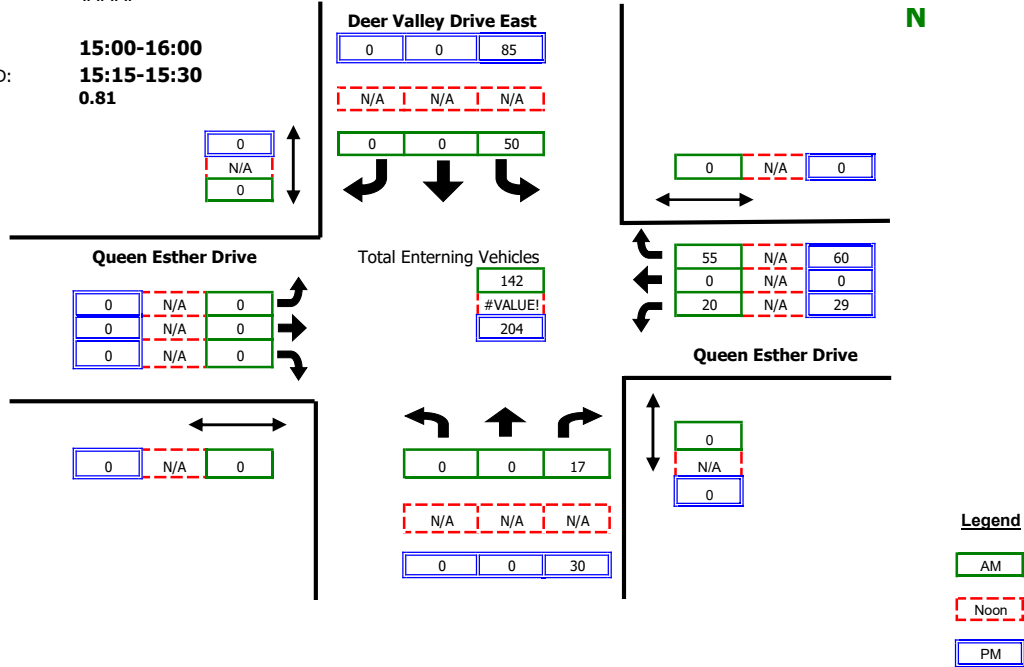 Deer Valley Drive East
N
0 0 85
15:00-16:00
D: 15:15-15:30
0.81
N/A N/A N/A
0 0 50
0
N/A
0
0 N/A 0
Queen Esther Drive
Total Enterning Vehicles
142
#VALUE!
204
55 N/A 60
0 N/A 0
20 N/A 29
0 N/A 0
0 N/A 0
0 N/A 0
Queen Esther Drive
0 N/A 0
0 0 17
N/A N/A N/A
0 0 30
0
N/A
0
Legend
AM
Noon
PM